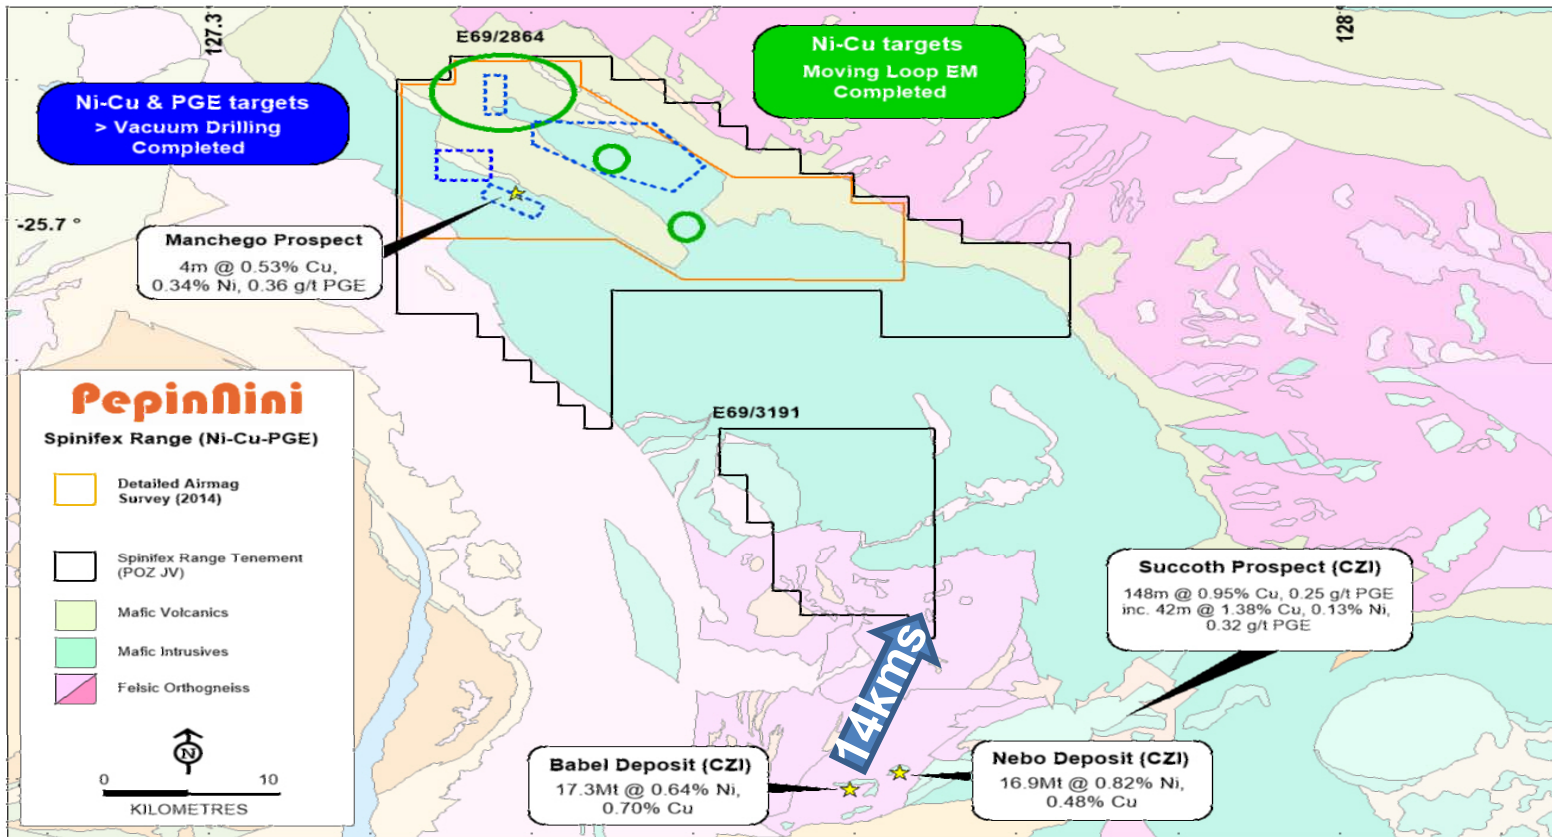 127.3
E69/2864
128
Ni-Cu targets
Moving Loop EM
Completed
Ni-Cu & PGE targets
> Vacuum Drilling
Completed
-25.7 °
Manchego Prospect
4m @ 0.53% Cu,
0.34% Ni, 0.36 g/t PGE
PepinNini
Spinifex Range (Ni-Cu-PGE)
Detailed Airmag
Survey (2014)
Spinifex Range Tenement
(POZ JV)
Mafic Volcanics
Mafic Intrusives
Felsic Orthogneiss
N
0 10
KILOMETRES
E69/3191
Succoth Prospect (CZI)
148m @ 0.95% Cu, 0.25 g/t PGE
inc. 42m @ 1.38% Cu, 0.13% Ni,
0.32 g/t PGE
14kms
Babel Deposit (CZI)
17.3Mt @ 0.64% Ni,
0.70% Cu
Nebo Deposit (CZI)
16.9Mt @ 0.82% Ni,
0.48% Cu